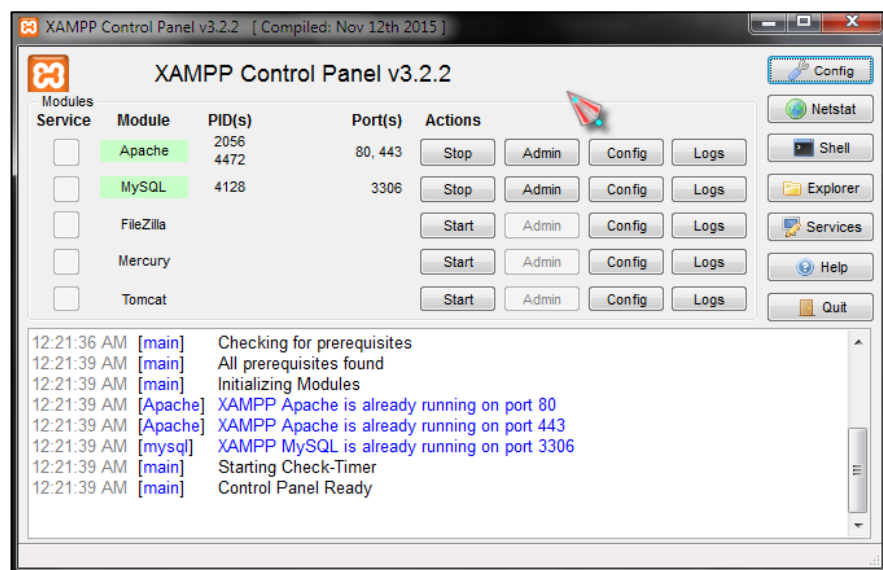 XAMPP Control Panel v3.2.2 [ Compiled: Nov 12th 2015 ]
XAMPP Control Panel v3.2.2
Config
Modules
Service Module PID(s) Port(s) Actions
Netstat
Apache 2056 4472 80, 443 Stop Admin Config Logs
Shell
MySQL 4128 3306 Stop Admin Config Logs
Explorer
FileZilla Start Admin Config Logs
Services
Mercury Start Admin Config Logs
Help
Tomcat Start Admin Config Logs
Quit
12:21:36 AM [main] Checking for prerequisites
12:21:39 AM [main] All prerequisites found
12:21:39 AM [main] Initializing Modules
12:21:39 AM [Apache] XAMPP Apache is already running on port 80
12:21:39 AM [Apache] XAMPP Apache is already running on port 443
12:21:39 AM [mysql] XAMPP MySQL is already running on port 3306
12:21:39 AM [main] Starting Check-Timer
12:21:39 AM [main] Control Panel Ready